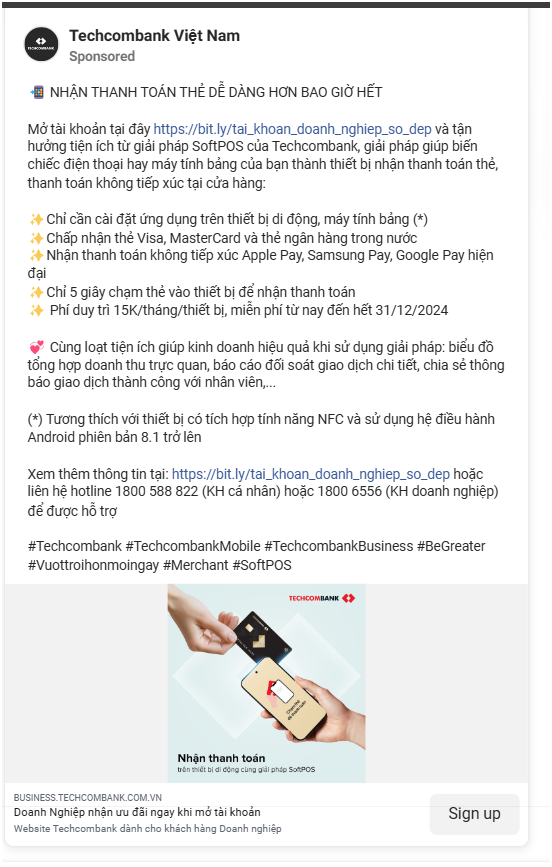 Techcombank Việt Nam
Sponsored
📲 NHẬN THANH TOÁN THẺ DỄ DÀNG HƠN BAO GIỜ HẾT
Mở tài khoản tại đây https://bit.ly/tai_khoan_doanh_nghiep_so_dep và tận
hưởng tiện ích từ giải pháp SoftPOS của Techcombank, giải pháp giúp biến
chiếc điện thoại hay máy tính bảng của bạn thành thiết bị nhận thanh toán thẻ,
thanh toán không tiếp xúc tại cửa hàng:
✨Chỉ cần cài đặt ứng dụng trên thiết bị di động, máy tính bảng (*)
✨Chấp nhận thẻ Visa, MasterCard và thẻ ngân hàng trong nước
✨Nhận thanh toán không tiếp xúc Apple Pay, Samsung Pay, Google Pay hiện
đại
✨Chỉ 5 giây chạm thẻ vào thiết bị để nhận thanh toán
✨ Phí duy trì 15K/tháng/thiết bị, miễn phí từ nay đến hết 31/12/2024
💞 Cùng loạt tiện ích giúp kinh doanh hiệu quả khi sử dụng giải pháp: biểu đồ
tổng hợp doanh thu trực quan, báo cáo đối soát giao dịch chi tiết, chia sẻ thông
báo giao dịch thành công với nhân viên,...
(*) Tương thích với thiết bị có tích hợp tính năng NFC và sử dụng hệ điều hành
Android phiên bản 8.1 trở lên
Xem thêm thông tin tại: https://bit.ly/tai_khoan_doanh_nghiep_so_dep hoặc
liên hệ hotline 1800 588 822 (KH cá nhân) hoặc 1800 6556 (KH doanh nghiệp)
để được hỗ trợ
#Techcombank #TechcombankMobile #TechcombankBusiness #BeGreater
#Vuottroihonmoingay #Merchant #SoftPOS
TECHCOMBANK
Nhận thanh toán
trên thiết bị di động cùng giải pháp SoftPOS
BUSINESS.TECHCOMBANK.COM.VN
Doanh Nghiệp nhận ưu đãi ngay khi mở tài khoản
Website Techcombank dành cho khách hàng Doanh nghiệp
Sign up